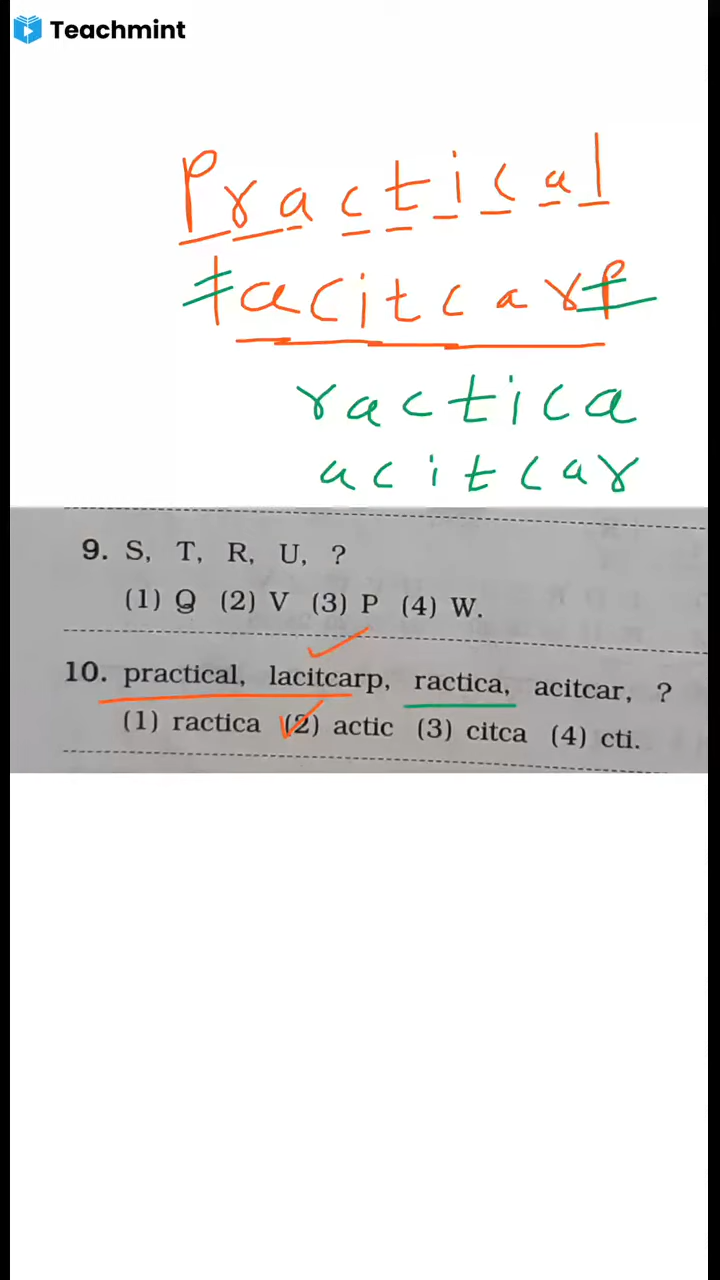 Teachmint
Practical
lacitcarp
ractica
acitcar
9. S, T, R, U, ?
(1) Q (2) V (3) P (4) W.
10. practical, lacitcarp, ractica, acitcar, ?
(1) ractica (2) actic (3) citca (4) cti.